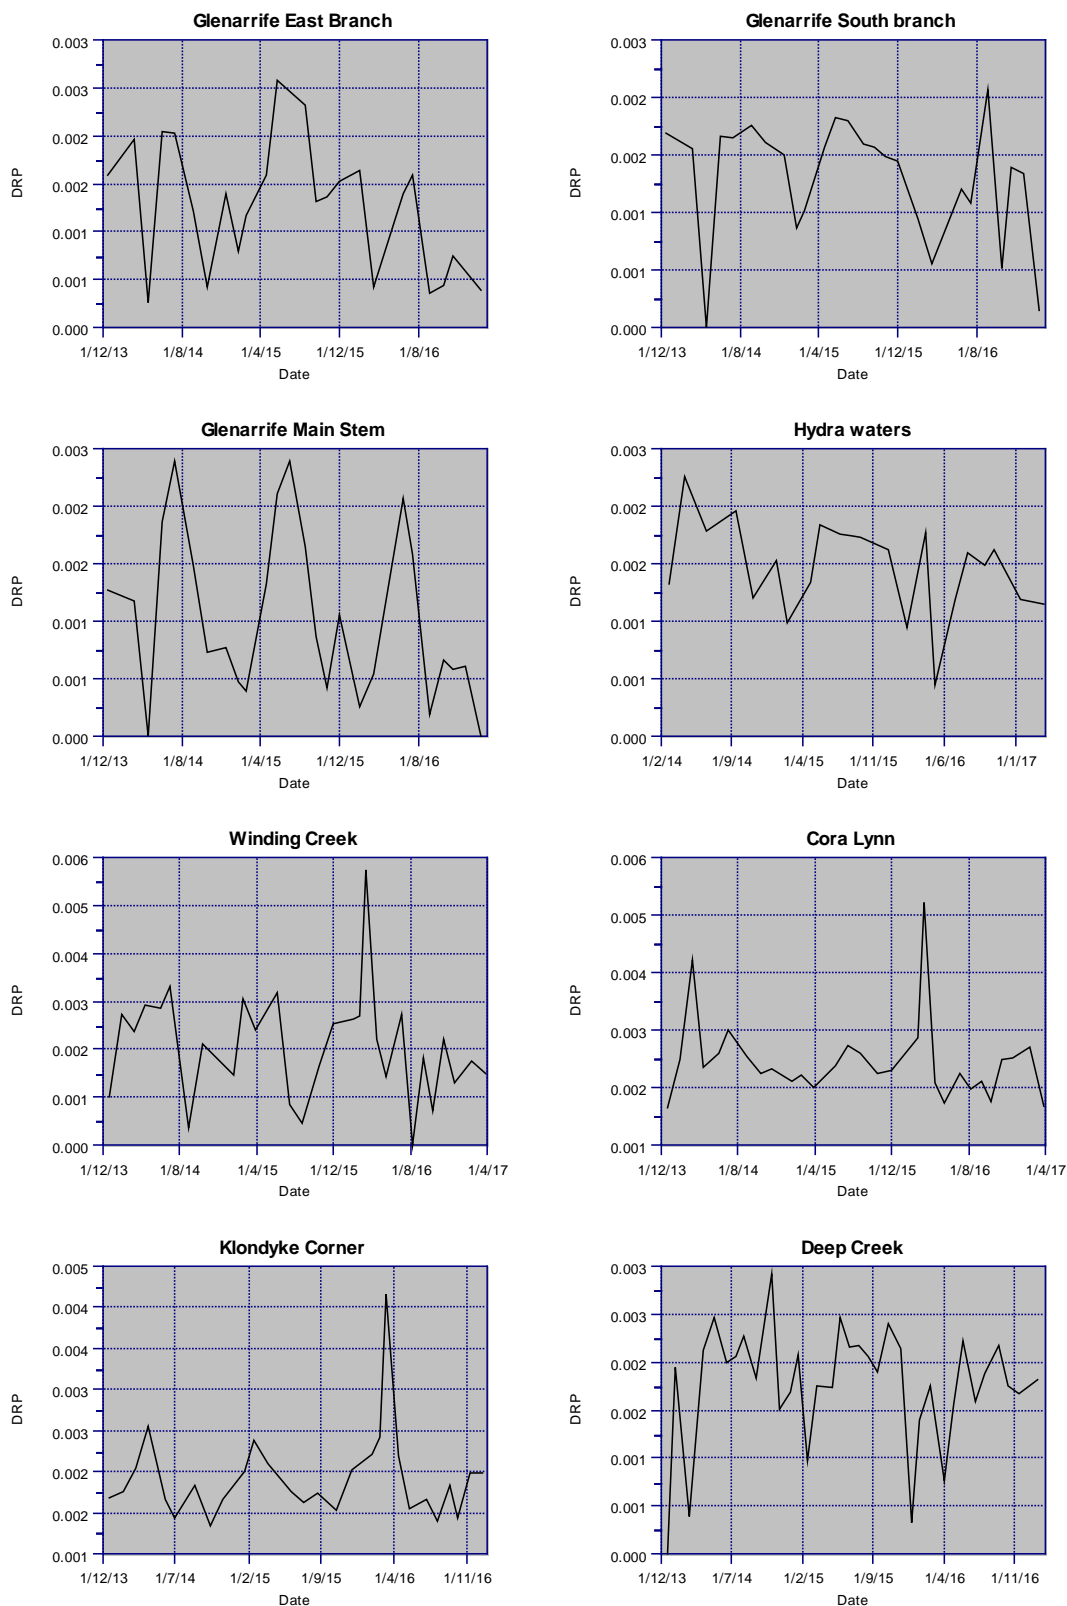 Glenarrife East Branch
0.003
0.003
0.002
0.002
0.001
0.001
0.000
DRP
1/12/13 1/8/14 1/4/15 1/12/15 1/8/16
Date
Glenarrife South branch
0.003
0.002
0.002
0.001
0.001
0.000
DRP
1/12/13 1/8/14 1/4/15 1/12/15 1/8/16
Date
Glenarrife Main Stem
0.003
0.002
0.002
0.001
0.001
0.000
DRP
1/12/13 1/8/14 1/4/15 1/12/15 1/8/16
Date
Hydra waters
0.003
0.002
0.002
0.001
0.001
0.000
DRP
1/2/14 1/9/14 1/4/15 1/11/15 1/6/16 1/1/17
Date
Winding Creek
0.006
0.005
0.004
0.003
0.002
0.001
0.000
DRP
1/12/13 1/8/14 1/4/15 1/12/15 1/8/16 1/4/17
Date
Cora Lynn
0.006
0.005
0.004
0.003
0.002
0.001
DRP
1/12/13 1/8/14 1/4/15 1/12/15 1/8/16 1/4/17
Date
Klondyke Corner
0.005
0.004
0.004
0.003
0.003
0.002
0.002
0.001
DRP
1/12/13 1/7/14 1/2/15 1/9/15 1/4/16 1/11/16
Date
Deep Creek
0.003
0.003
0.002
0.002
0.001
0.001
0.000
DRP
1/12/13 1/7/14 1/2/15 1/9/15 1/4/16 1/11/16
Date